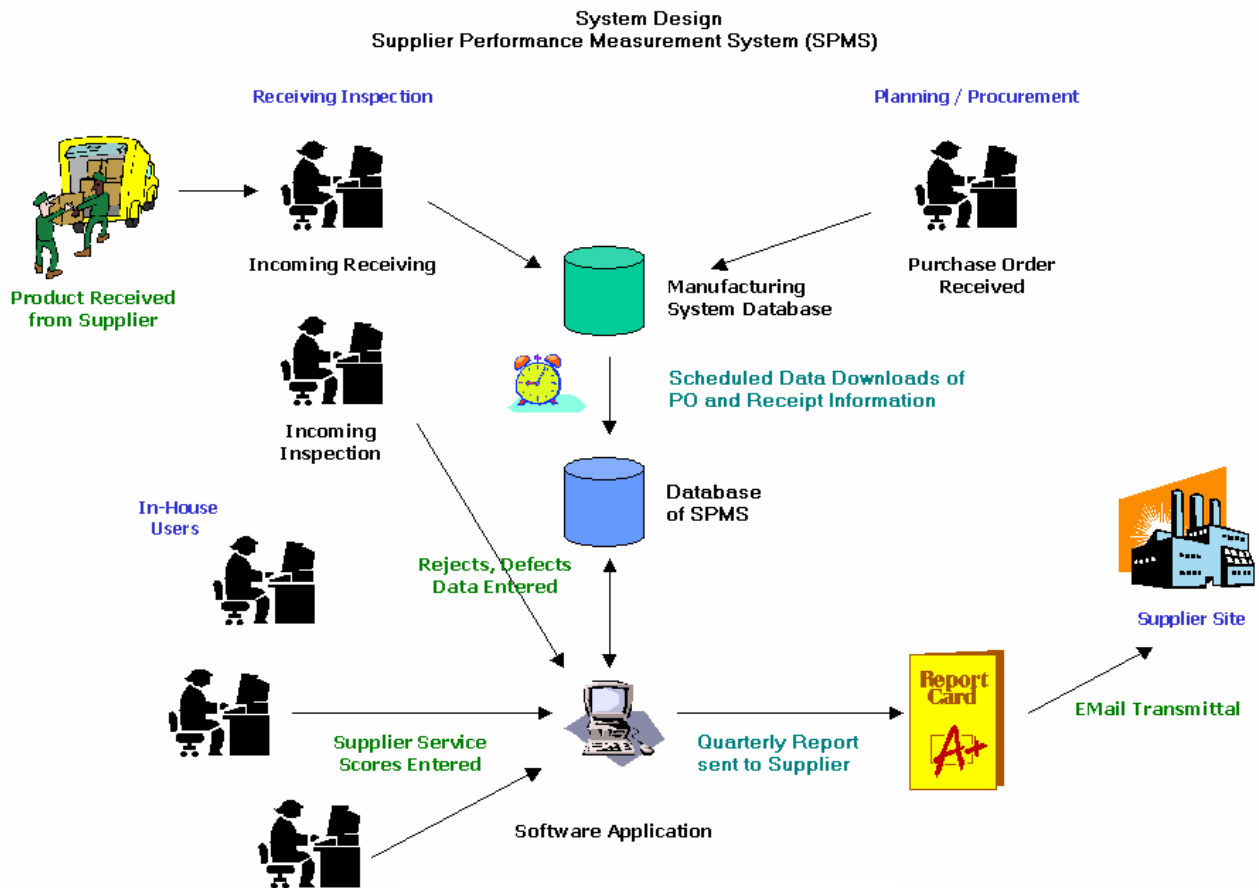 System Design
Supplier Performance Measurement System (SPMS)
Receiving Inspection
Planning / Procurement
Incoming Receiving
Purchase Order
Received
Product Received
from Supplier
Manufacturing
System Database
Scheduled Data Downloads of
PO and Receipt Information
Incoming
Inspection
Database
of SPMS
In-House
Users
Rejects, Defects
Data Entered
Supplier Site
Report
Card
A+
EMail Transmittal
Supplier Service
Scores Entered
Quarterly Report
sent to Supplier
Software Application